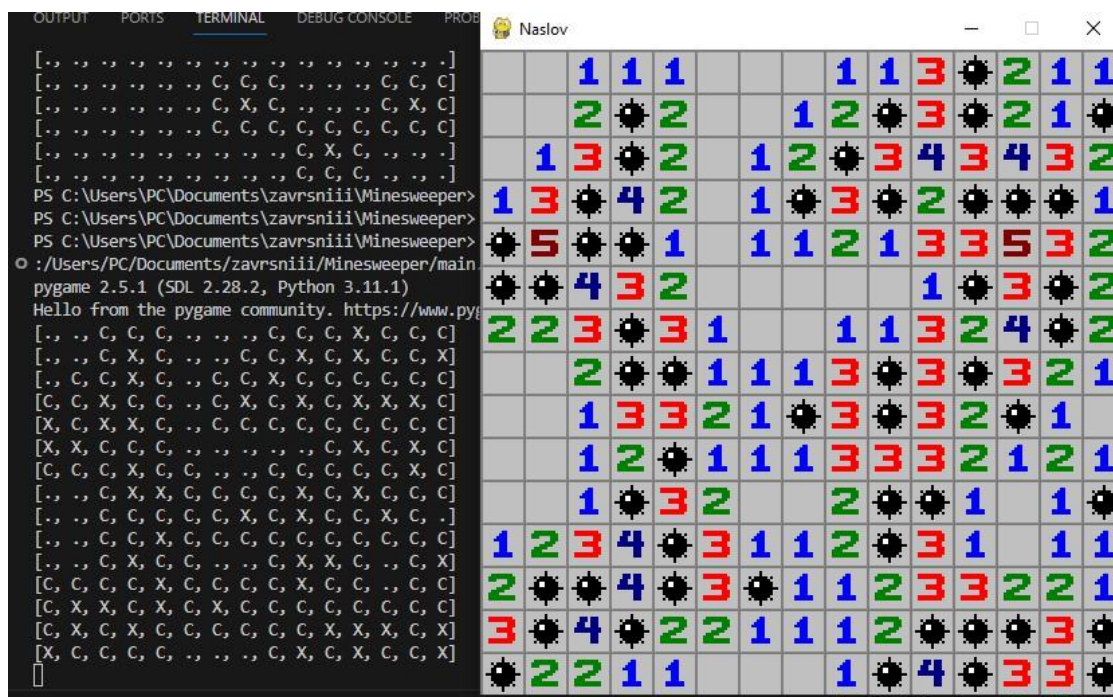 OUTPUT PORTS TERMINAL DEBUG CONSOLE PROB
[., ., ., ., ., ., ., ., ., ., ., ., ., ., .]
[., ., ., ., ., ., C, C, C, ., ., ., C, C, C]
[., ., ., ., ., ., C, X, C, ., ., ., C, X, C]
[., ., ., ., ., ., C, C, C, C, C, C, C, C, C]
[., ., ., ., ., ., ., ., ., C, X, C, ., ., .]
[., ., ., ., ., ., ., ., ., C, C, C, ., ., .]
PS C:\Users\PC\Documents\zavrsniii\Minesweeper>
PS C:\Users\PC\Documents\zavrsniii\Minesweeper>
PS C:\Users\PC\Documents\zavrsniii\Minesweeper>
:/Users/PC/Documents/zavrsniii/Minesweeper/main.
pygame 2.5.1 (SDL 2.28.2, Python 3.11.1)
Hello from the pygame community. https://www.pyg
[., ., C, C, C, ., ., ., C, C, C, X, C, C, C]
[., ., C, X, C, ., ., C, C, X, C, X, C, C, X]
[., C, C, X, C, ., C, C, X, C, C, C, C, C, C]
[C, C, X, C, C, ., C, X, C, X, C, X, X, X, C]
[X, C, X, X, C, ., C, C, C, C, C, C, C, C, C]
[X, X, C, C, C, ., ., ., ., ., C, X, C, X, C]
[C, C, C, X, C, C, ., ., C, C, C, C, C, X, C]
[., ., C, X, X, C, C, C, C, X, C, X, C, C, C]
[., ., C, C, C, C, C, X, C, X, C, C, X, C, .]
[., ., C, C, X, C, C, C, C, C, C, C, C, C, C]
[., ., C, X, C, C, ., ., C, X, X, C, ., C, X]
[C, C, C, C, X, C, C, C, C, X, C, C, ., C, C]
[C, X, X, C, X, C, X, C, C, C, C, C, C, C, C]
[C, X, C, X, C, C, C, C, C, C, X, X, X, C, X]
[X, C, C, C, C, ., ., ., C, X, C, X, C, C, X]
Naslov
1 1 1 1 1 3 2 1 1
2 2 1 2 3 2 1
1 3 2 1 2 3 4 3 4 3 2
1 3 4 2 1 3 2 1
5 1 1 1 2 1 3 3 5 3 2
4 3 2 1 3 2
2 2 3 3 1 1 1 3 2 4 2
2 1 1 1 3 3 3 2 1
1 3 3 2 1 3 3 2 1
1 2 1 1 1 3 3 3 2 1 2 1
1 3 2 2 1 1
1 2 3 4 3 1 1 2 3 1 1 1
2 4 3 1 1 2 3 3 2 2 1
3 4 2 2 1 1 1 2 3
2 2 1 1 1 4 3 3